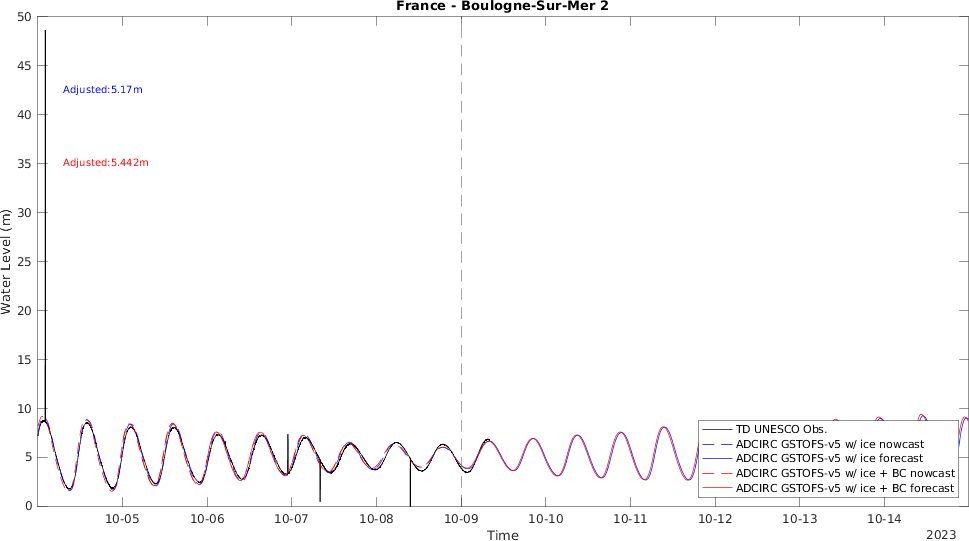 France - Boulogne-Sur-Mer 2
50
45
40
35
30
25
20
15
10
5
0
Water Level (m)
Adjusted:5.17m
Adjusted:5.442m
TD UNESCO Obs.
ADCIRC GSTOFS-v5 w/ ice nowcast
ADCIRC GSTOFS-v5 w/ ice forecast
ADCIRC GSTOFS-v5 w/ ice + BC nowcast
ADCIRC GSTOFS-v5 w/ ice + BC forecast
10-05 10-06 10-07 10-08 10-09 10-10 10-11 10-12 10-13 10-14
Time
2023